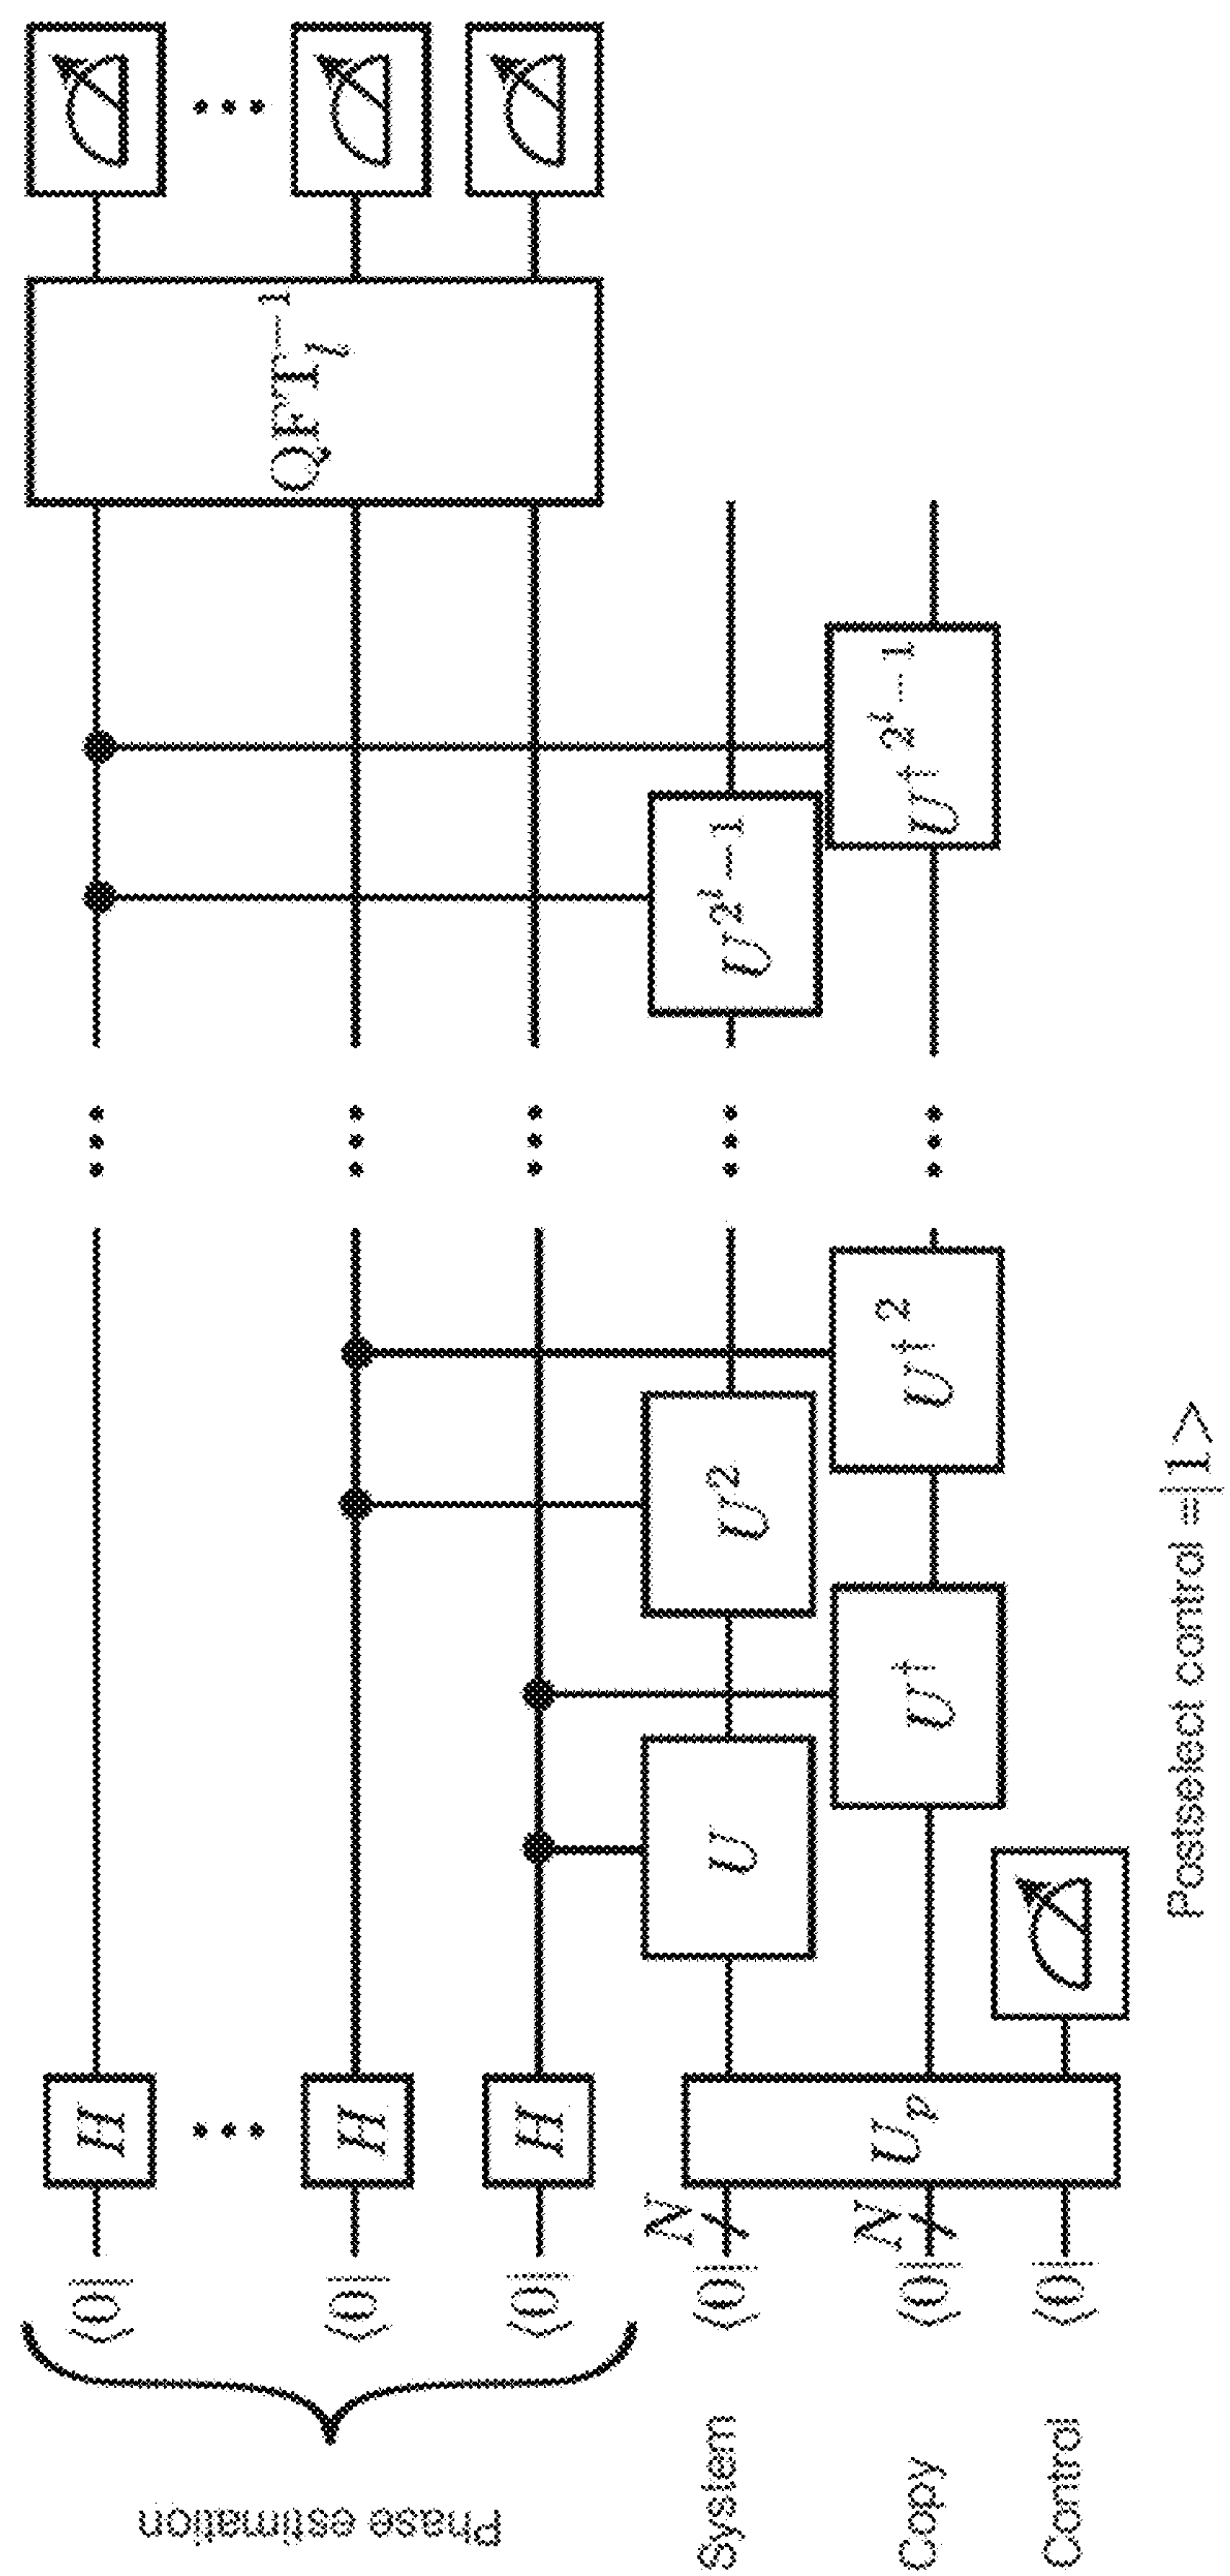 Phase estimation
⟨0| H
⟨0| H
⟨0| H
QFT_l^{-1}
System ⟨0| N U U^2 U^{2^t-1}
Copy ⟨0| N U_p U^† U^{†2} U^{†2^t-1}
Control ⟨0|
Postselect control =|1>